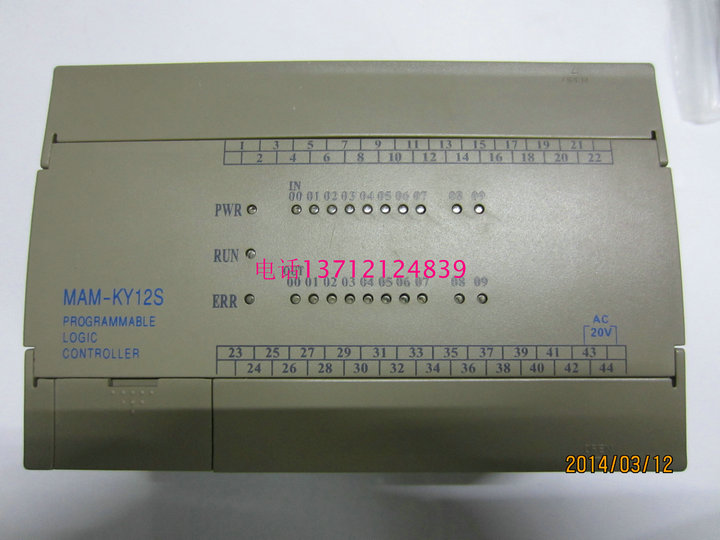 1 3 5 7 9 11 13 15 17 19 21
2 4 6 8 10 12 14 16 18 20 22
IN
00 01 02 03 04 05 06 07 08 09
PWR
RUN
电话13712124839
OUT
00 01 02 03 04 05 06 07 08 09
ERR
MAM-KY12S
PROGRAMMABLE
LOGIC
CONTROLLER
AC
20V
23 25 27 29 31 33 35 37 39 41 43
24 26 28 30 32 34 36 38 40 42 44
2014/03/12